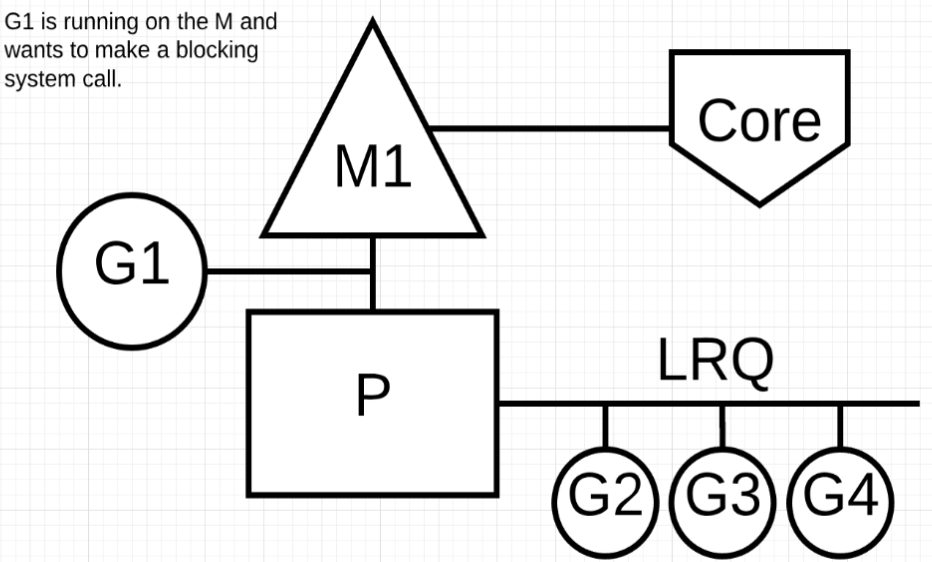 G1 is running on the M and
wants to make a blocking
system call.
M1
Core
G1
P
LRQ
G2
G3
G4